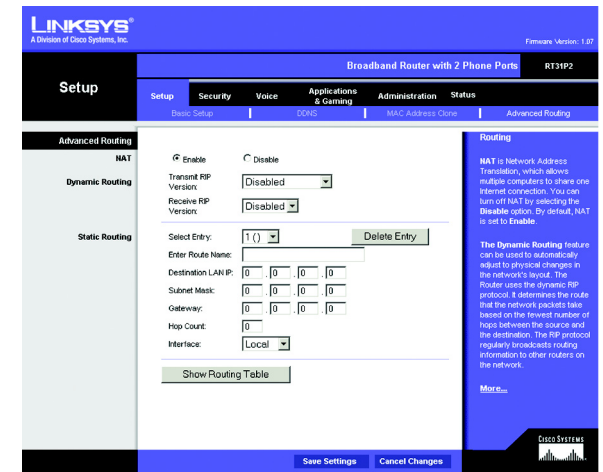 LINKSYS®
A Division of Cisco Systems, Inc.
Firmware Version: 1.07
Broadband Router with 2 Phone Ports
RT31P2
Setup
Setup
Security
Voice
Applications & Gaming
Administration
Status
Basic Setup
DDNS
MAC Address Clone
Advanced Routing
Advanced Routing
NAT
Enable
Disable
Dynamic Routing
Transmit RIP Version:
Disabled
Receive RIP Version:
Disabled
Static Routing
Select Entry:
1 ()
Delete Entry
Enter Route Name:
Destination LAN IP:
0 . 0 . 0 . 0
Subnet Mask:
0 . 0 . 0 . 0
Gateway:
0 . 0 . 0 . 0
Hop Count:
0
Interface:
Local
Show Routing Table
Routing
NAT is Network Address
Translation, which allows
multiple computers to share one
Internet connection. You can
turn off NAT by selecting the
Disable option. By default, NAT
is set to Enable.
The Dynamic Routing feature
can be used to automatically
adjust to physical changes in
the network's layout. The
Router uses the dynamic RIP
protocol. It determines the route
that the network packets take
based on the fewest number of
hops between the source and
the destination. The RIP protocol
regularly broadcasts routing
information to other routers on
the network.
More...
Save Settings
Cancel Changes
CISCO SYSTEMS